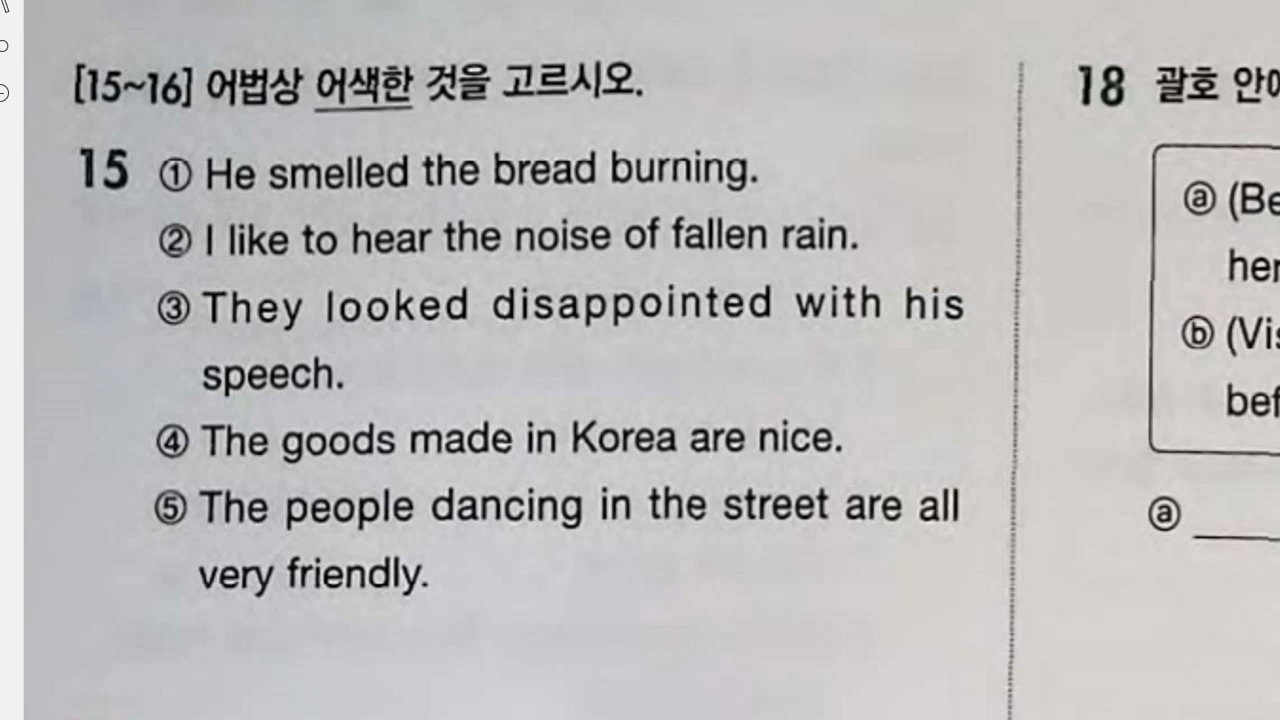 [15~16] 어법상 어색한 것을 고르시오.
15 ① He smelled the bread burning.
② I like to hear the noise of fallen rain.
③ They looked disappointed with his
speech.
④ The goods made in Korea are nice.
⑤ The people dancing in the street are all
very friendly.
18 괄호
ⓐ (Be
her
ⓑ (Vis
bef
ⓐ